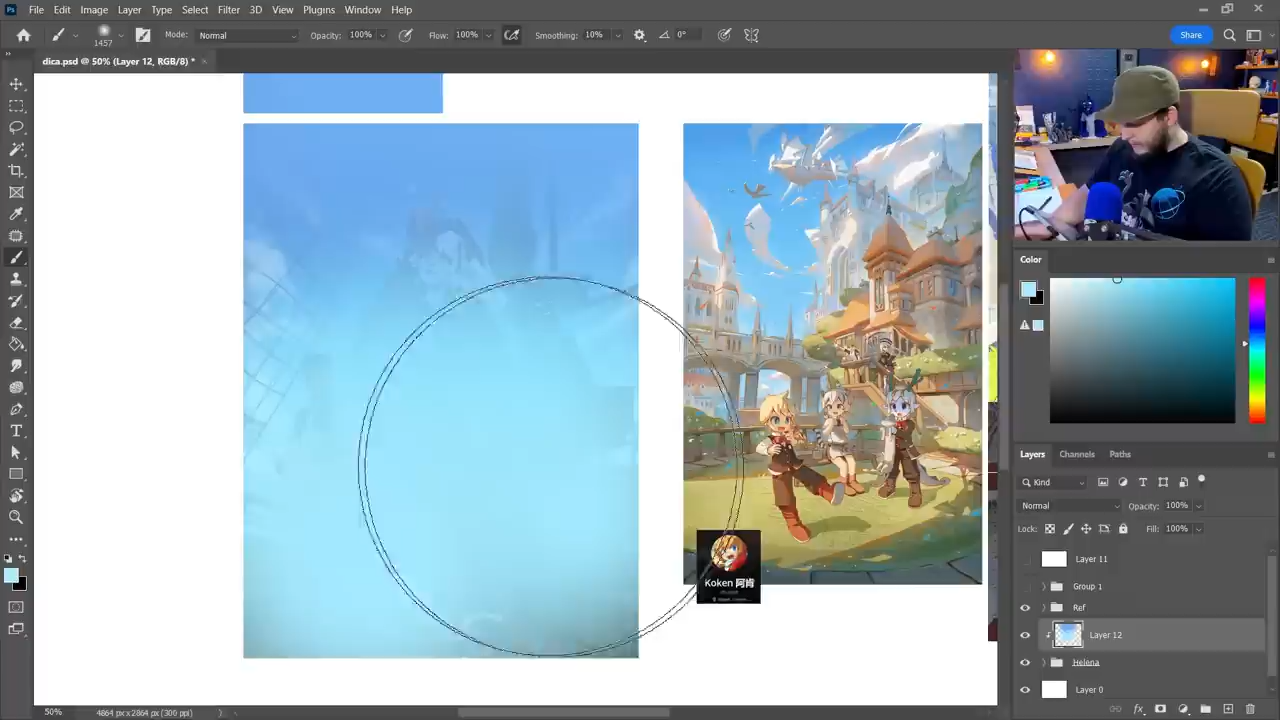 File Edit Image Layer Type Select Filter 3D View Plugins Window Help
1457 Mode: Normal Opacity: 100% Flow: 100% Smoothing: 10% 0° Share
dica.psd @ 50% (Layer 12, RGB/8) *
Color
Layers Channels Paths
Kind
Normal Opacity: 100%
Lock: Fill: 100%
Layer 11
Group 1
Ref
Layer 12
Helena
Layer 0
Koken 阿肯
50% 4864 px x 2864 px (300 ppi)